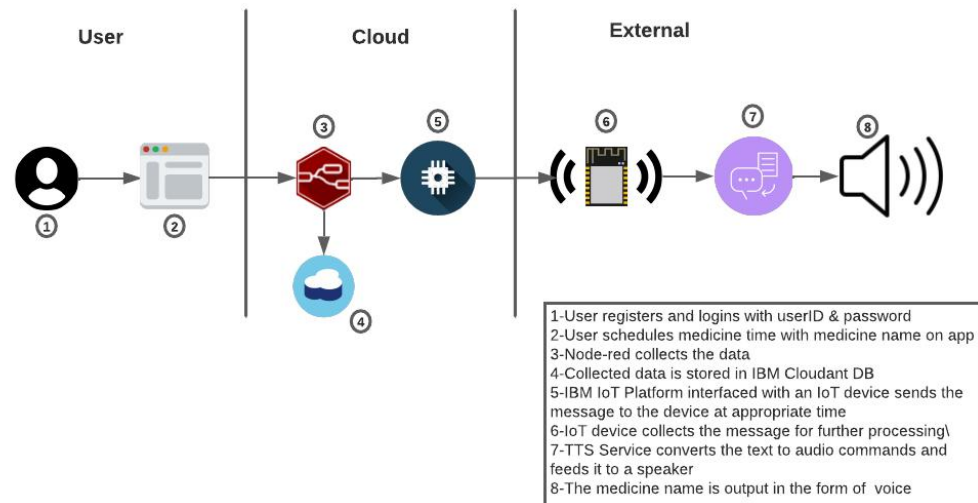 User
Cloud
External
1
2
3
4
5
6
7
8
1-User registers and logins with userID & password
2-User schedules medicine time with medicine name on app
3-Node-red collects the data
4-Collected data is stored in IBM Cloudant DB
5-IBM IoT Platform interfaced with an IoT device sends the
message to the device at appropriate time
6-IoT device collects the message for further processing\
7-TTS Service converts the text to audio commands and
feeds it to a speaker
8-The medicine name is output in the form of  voice